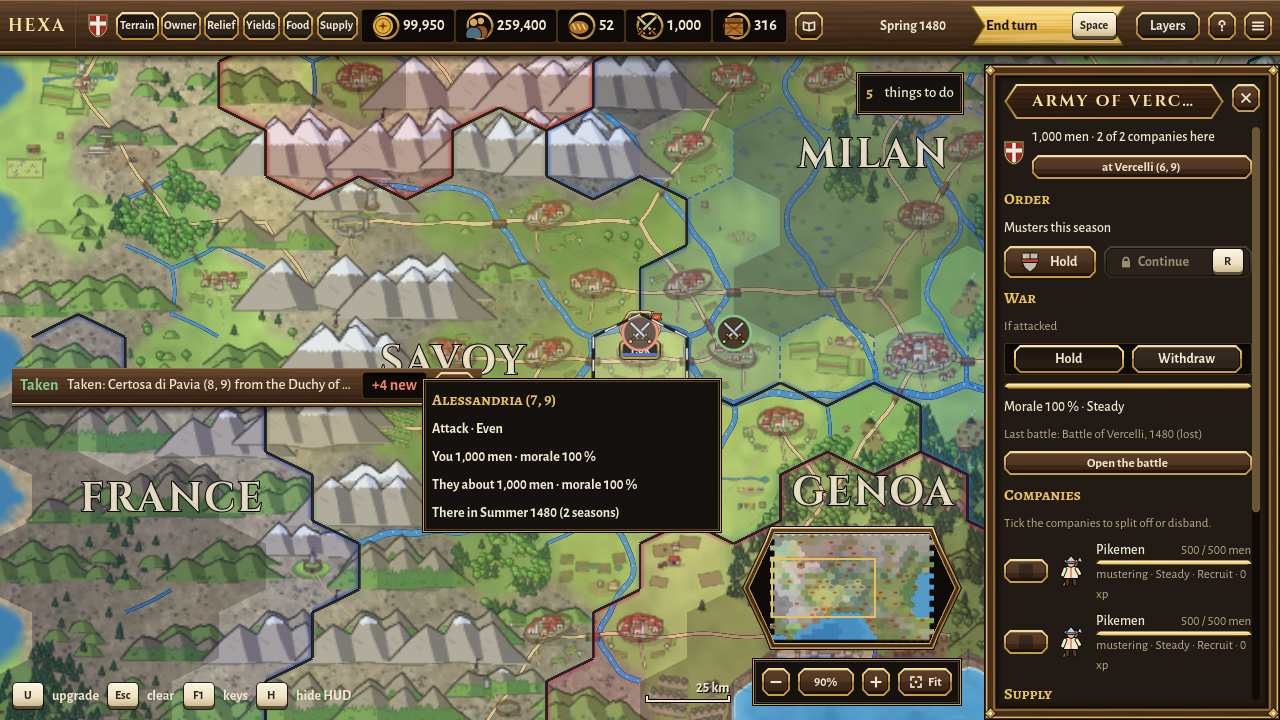 HEXA
Terrain
Owner
Relief
Yields
Food
Supply
99,950
259,400
52
1,000
316
Spring 1480
End turn
Space
Layers
?
5 things to do
MILAN
SAVOY
FRANCE
GENOA
Taken Taken: Certosa di Pavia (8, 9) from the Duchy of ...
+4 new
ALESSANDRIA (7, 9)
Attack · Even
You 1,000 men · morale 100 %
They about 1,000 men · morale 100 %
There in Summer 1480 (2 seasons)
ARMY OF VERC...
1,000 men · 2 of 2 companies here
at Vercelli (6, 9)
ORDER
Musters this season
Hold
Continue
R
WAR
If attacked
Hold
Withdraw
Morale 100 % · Steady
Last battle: Battle of Vercelli, 1480 (lost)
Open the battle
COMPANIES
Tick the companies to split off or disband.
Pikemen 500 / 500 men
mustering · Steady · Recruit · 0
xp
Pikemen 500 / 500 men
mustering · Steady · Recruit · 0
xp
SUPPLY
25 km
90%
Fit
U upgrade Esc clear F1 keys H hide HUD